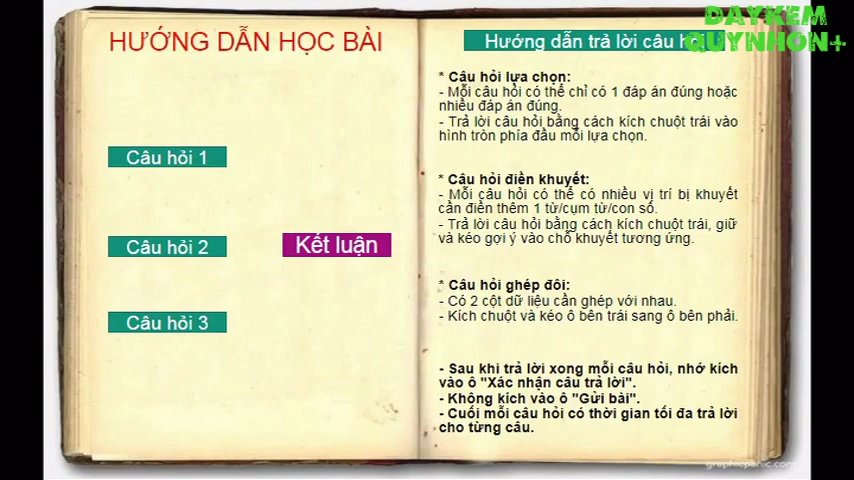 HƯỚNG DẪN HỌC BÀI
Câu hỏi 1
Câu hỏi 2
Kết luận
Câu hỏi 3
DAYKEM
QUYNHON+
Hướng dẫn trả lời câu hỏi
* Câu hỏi lựa chọn:
- Mỗi câu hỏi có thể chỉ có 1 đáp án đúng hoặc
nhiều đáp án đúng.
- Trả lời câu hỏi bằng cách kích chuột trái vào
hình tròn phía đầu mỗi lựa chọn.
* Câu hỏi điền khuyết:
- Mỗi câu hỏi có thể có nhiều vị trí bị khuyết
cần điền thêm 1 từ/cụm từ/con số.
- Trả lời câu hỏi bằng cách kích chuột trái, giữ
và kéo gợi ý vào chỗ khuyết tương ứng.
* Câu hỏi ghép đôi:
- Có 2 cột dữ liệu cần ghép với nhau.
- Kích chuột và kéo ô bên trái sang ô bên phải.
- Sau khi trả lời xong mỗi câu hỏi, nhớ kích
vào ô "Xác nhận câu trả lời".
- Không kích vào ô "Gửi bài".
- Cuối mỗi câu hỏi có thời gian tối đa trả lời
cho từng câu.
graphicpanic.com